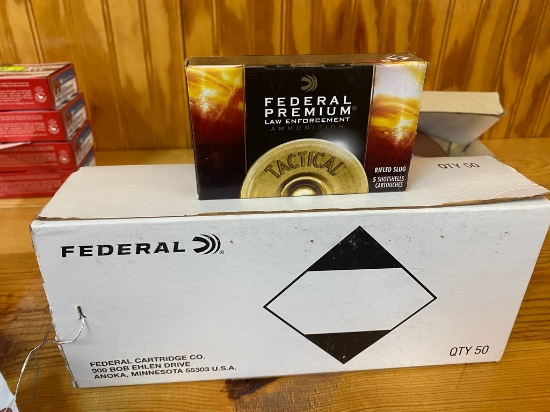 FEDERAL
PREMIUM®
LAW ENFORCEMENT
AMMUNITION
TACTICAL
RIFLED SLUG
5 SHOTSHELLS
CARTOUCHES
QTY 50
FEDERAL ®
FEDERAL CARTRIDGE CO.
900 BOB EHLEN DRIVE
ANOKA, MINNESOTA 55303 U.S.A.
QTY 50